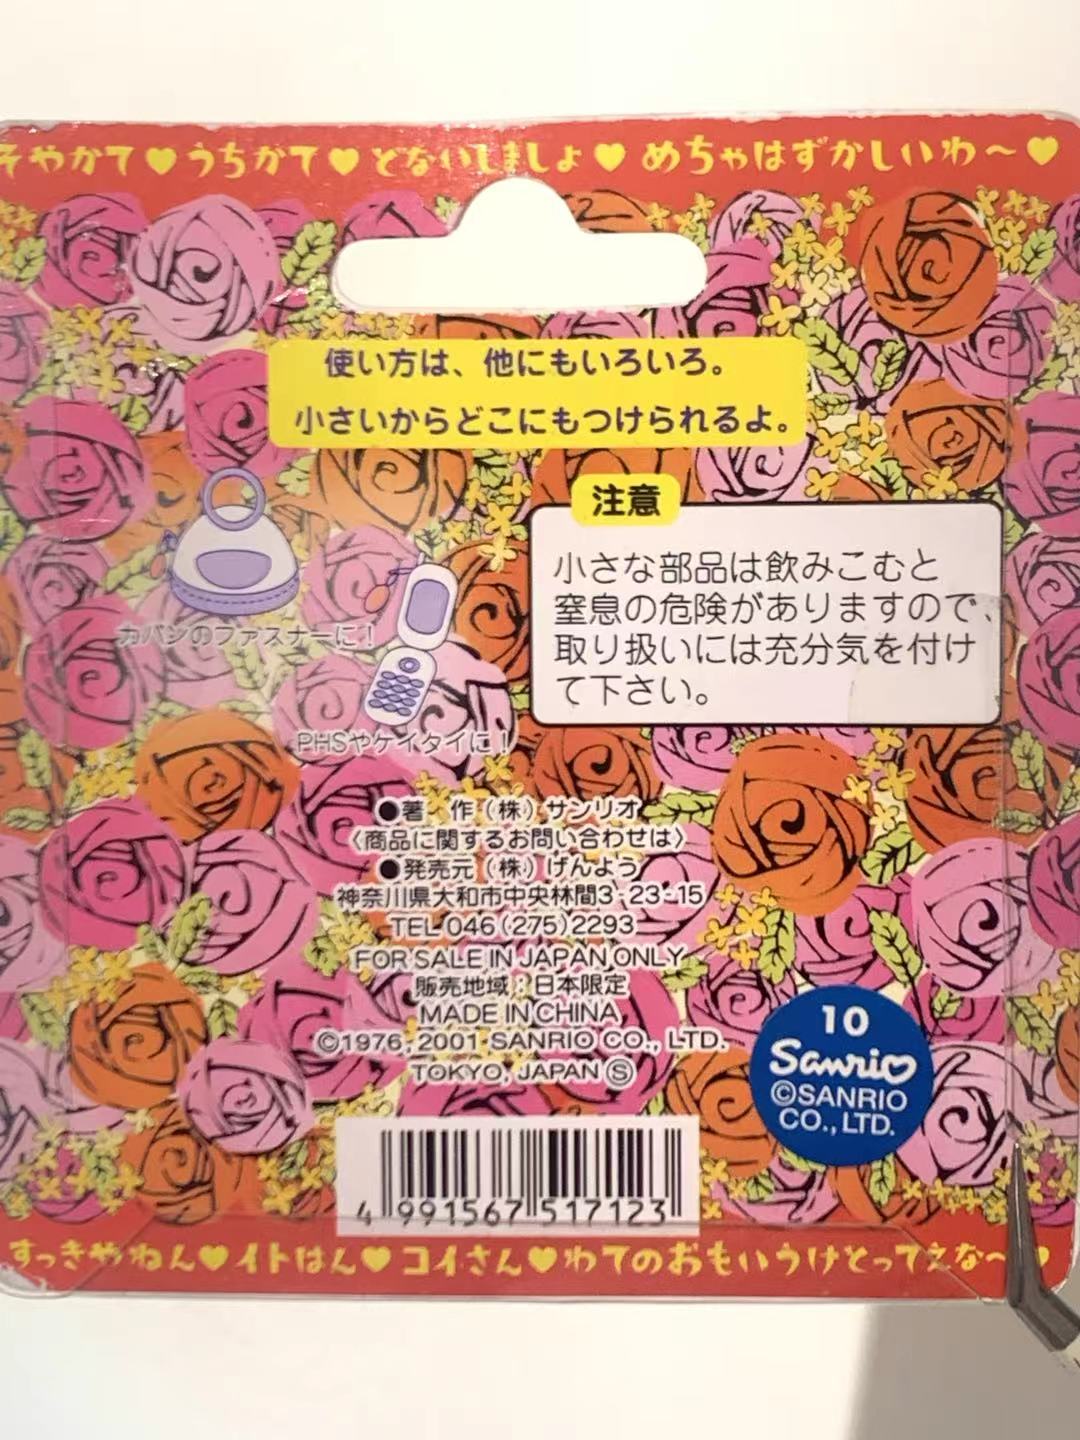 そやかて♥うちかて♥どないしましょ♥めちゃはずかしいわ～♥
使い方は、他にもいろいろ。
小さいからどこにもつけられるよ。
カバンのファスナーに！
PHSやケイタイに！
注意
小さな部品は飲みこむと
窒息の危険がありますので、
取り扱いには充分気を付け
て下さい。
●著　作（株）サンリオ
〈商品に関するお問い合わせは〉
●発売元（株）げんよう
神奈川県大和市中央林間3-23-15
TEL 046(275)2293
FOR SALE IN JAPAN ONLY
販売地域：日本限定
MADE IN CHINA
©1976, 2001 SANRIO CO., LTD.
TOKYO, JAPAN Ⓢ
10
Sanrio
©SANRIO
CO., LTD.
4 991567 517123
すっきやねん♥イトはん♥コイさん♥わてのおもいうけとってえな～♥